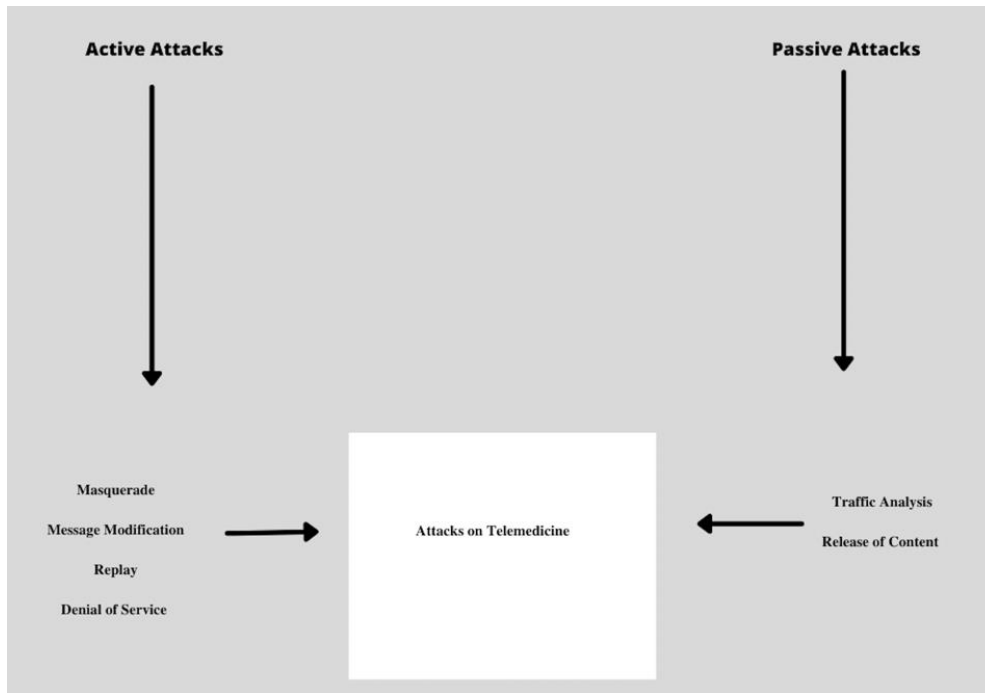 Active Attacks
Passive Attacks
Masquerade
Message Modification
Replay
Denial of Service
Attacks on Telemedicine
Traffic Analysis
Release of Content